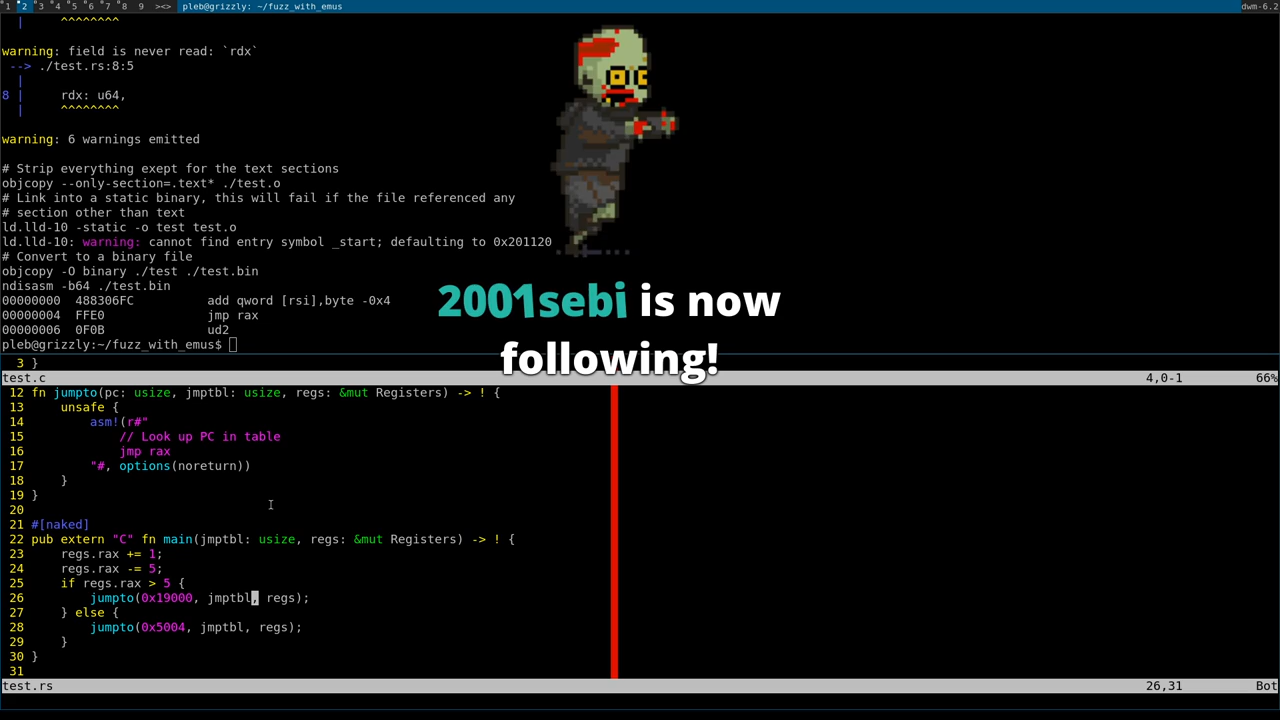 1 2 3 4 5 6 7 8 9 ><> pleb@grizzly: ~/fuzz_with_emus dwm-6.2
| ^^^^^^^^
warning: field is never read: `rdx`
--> ./test.rs:8:5
|
8 | rdx: u64,
| ^^^^^^^^
warning: 6 warnings emitted
# Strip everything exept for the text sections
objcopy --only-section=.text* ./test.o
# Link into a static binary, this will fail if the file referenced any
# section other than text
ld.lld-10 -static -o test test.o
ld.lld-10: warning: cannot find entry symbol _start; defaulting to 0x201120
# Convert to a binary file
objcopy -O binary ./test ./test.bin
ndisasm -b64 ./test.bin
00000000 488306FC add qword [rsi],byte -0x4
00000004 FFE0 jmp rax
00000006 0F0B ud2
pleb@grizzly:~/fuzz_with_emus$
2001sebi is now
following!
3 }
test.c 4,0-1 66%
12 fn jumpto(pc: usize, jmptbl: usize, regs: &mut Registers) -> ! {
13 unsafe {
14 asm!(r#"
15 // Look up PC in table
16 jmp rax
17 "#, options(noreturn))
18 }
19 }
20
21 #[naked]
22 pub extern "C" fn main(jmptbl: usize, regs: &mut Registers) -> ! {
23 regs.rax += 1;
24 regs.rax -= 5;
25 if regs.rax > 5 {
26 jumpto(0x19000, jmptbl, regs);
27 } else {
28 jumpto(0x5004, jmptbl, regs);
29 }
30 }
31
test.rs 26,31 Bot